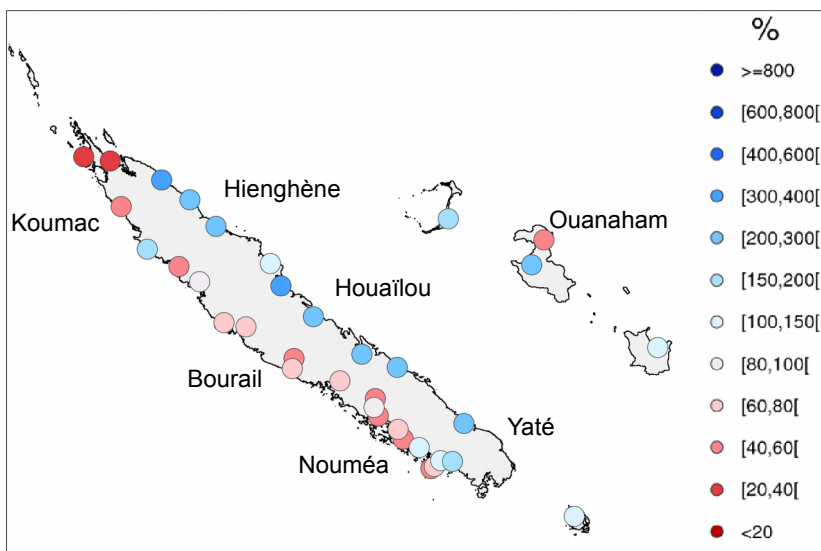 %
>=800
[600,800[
[400,600[
Hienghène
[300,400[
Koumac
Ouanaham
[200,300[
[150,200[
Houaïlou
[100,150[
[80,100[
Bourail
[60,80[
Yaté
[40,60[
Nouméa
[20,40[
<20